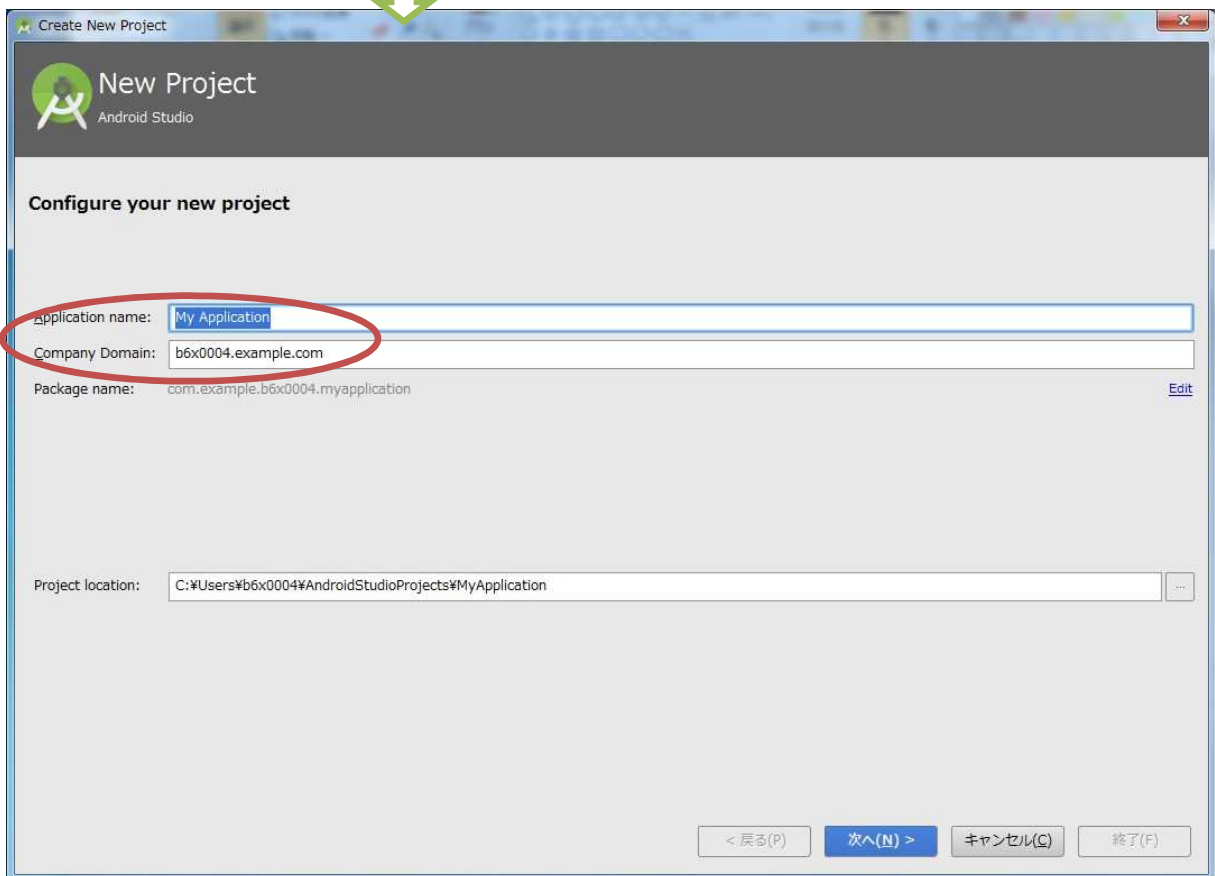 Create New Project
New Project
Android Studio
Configure your new project
Application name: My Application
Company Domain: b6x0004.example.com
Package name: com.example.b6x0004.myapplication Edit
Project location: C:¥Users¥b6x0004¥AndroidStudioProjects¥MyApplication ...
< 戻る(P) 次へ(N) > キャンセル(C) 終了(F)